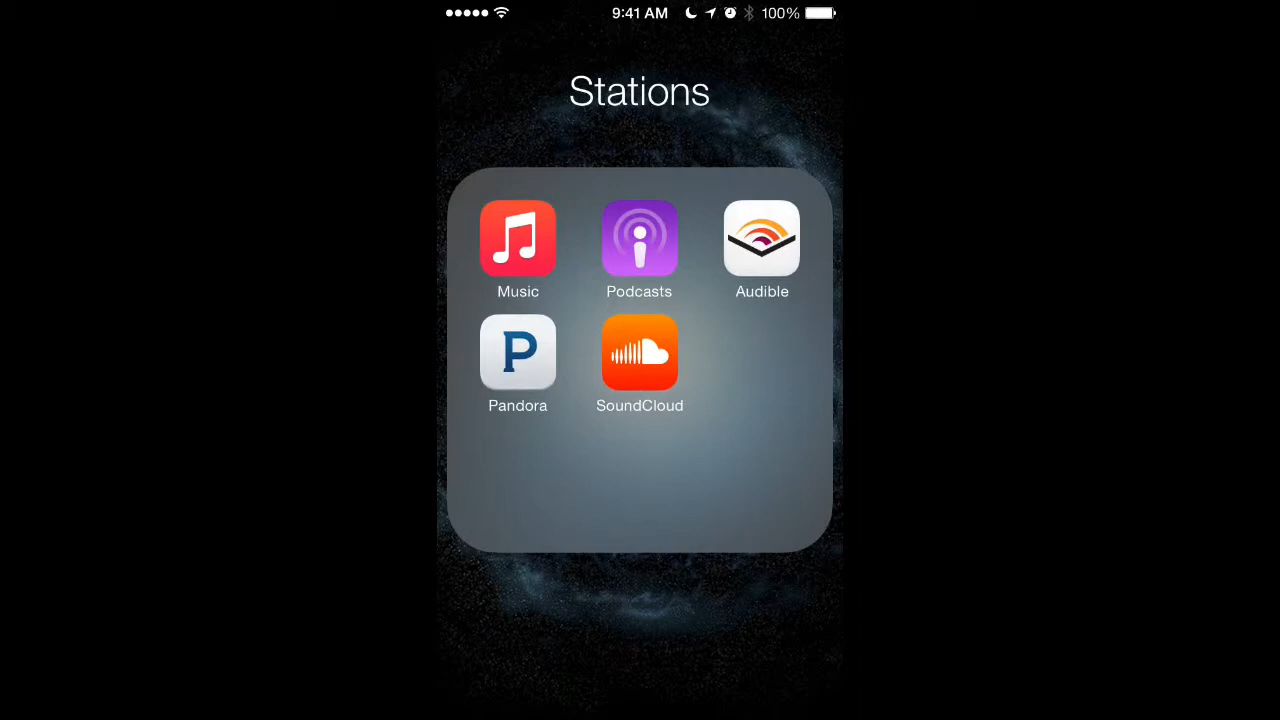 9:41 AM 100%
Stations
Music Podcasts Audible
P
Pandora SoundCloud